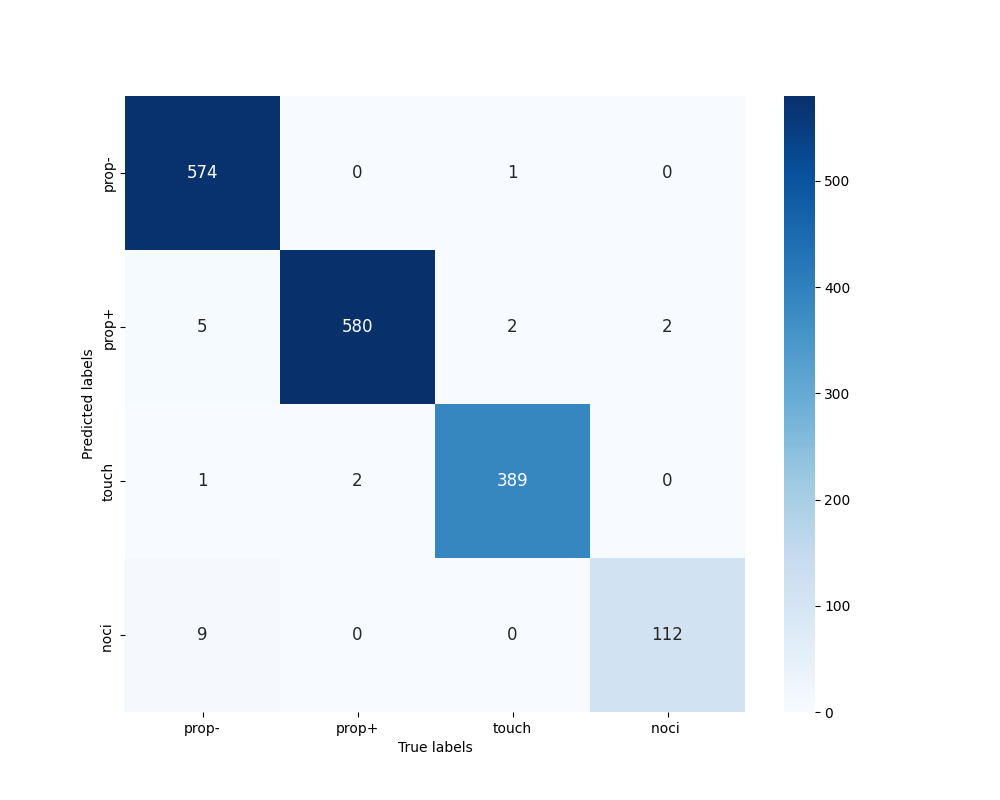 prop-
574 0 1 0
500
400
prop+
5 580 2 2
300
Predicted labels
touch
1 2 389 0
200
100
noci
9 0 0 112
0
prop- prop+ touch noci
True labels